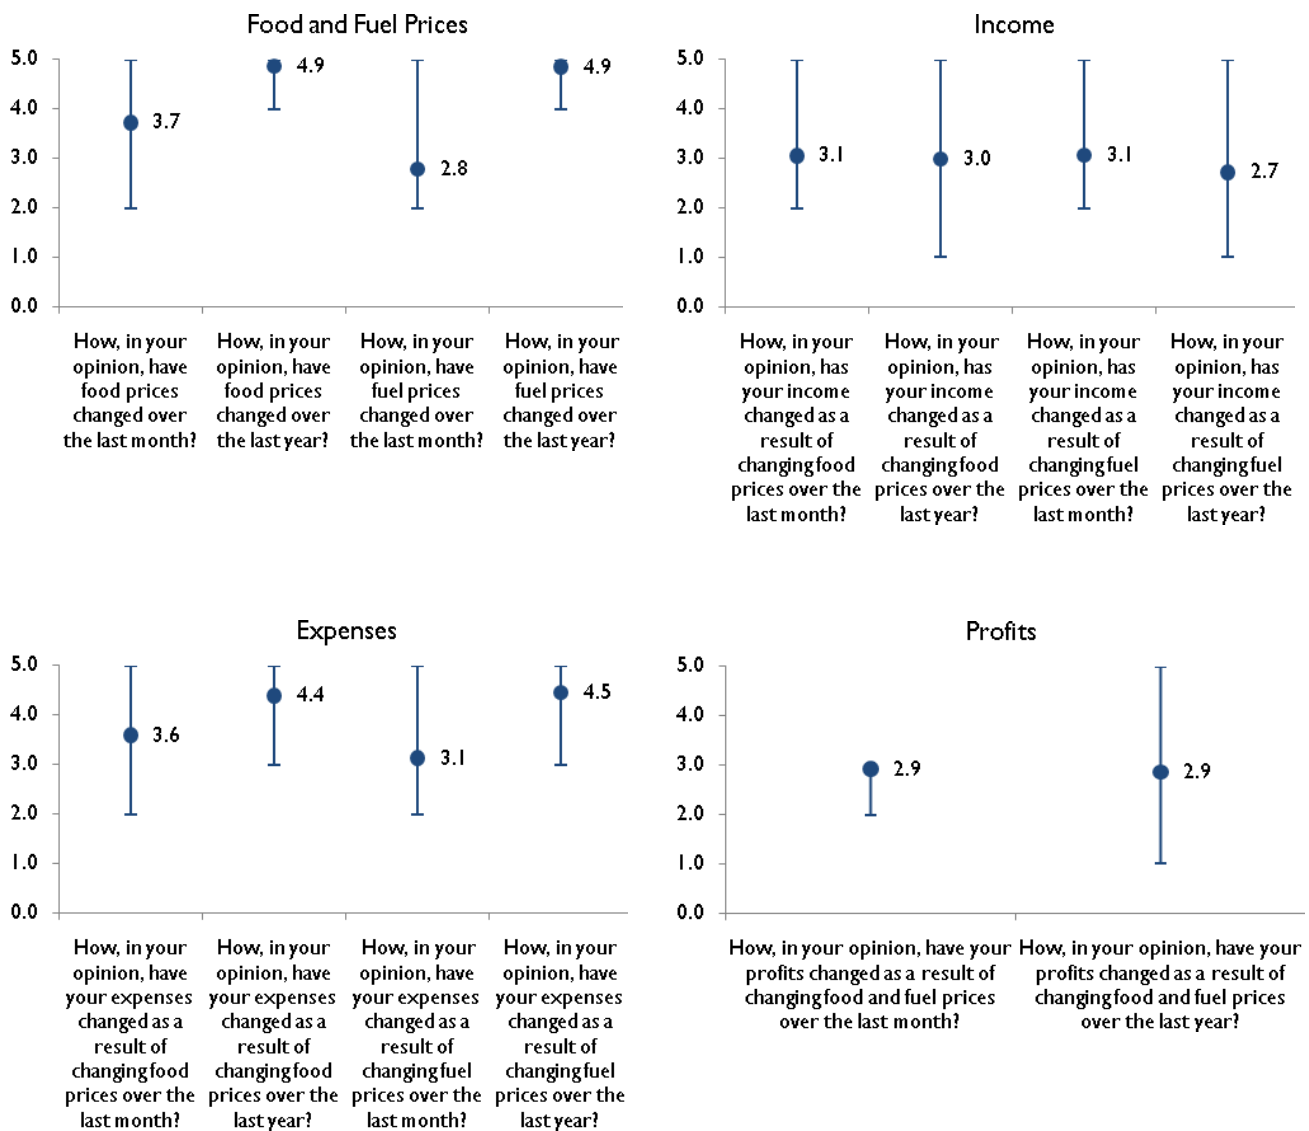 Food and Fuel Prices
5.0
4.0
3.0
2.0
1.0
0.0
3.7
4.9
2.8
4.9
How, in your
opinion, have
food prices
changed over
the last month?
How, in your
opinion, have
food prices
changed over
the last year?
How, in your
opinion, have
fuel prices
changed over
the last month?
How, in your
opinion, have
fuel prices
changed over
the last year?
Income
5.0
4.0
3.0
2.0
1.0
0.0
3.1
3.0
3.1
2.7
How, in your
opinion, has
your income
changed as a
result of
changing food
prices over the
last month?
How, in your
opinion, has
your income
changed as a
result of
changing food
prices over the
last year?
How, in your
opinion, has
your income
changed as a
result of
changing fuel
prices over the
last month?
How, in your
opinion, has
your income
changed as a
result of
changing fuel
prices over the
last year?
Expenses
5.0
4.0
3.0
2.0
1.0
0.0
3.6
4.4
3.1
4.5
How, in your
opinion, have
your expenses
changed as a
result of
changing food
prices over the
last month?
How, in your
opinion, have
your expenses
changed as a
result of
changing food
prices over the
last year?
How, in your
opinion, have
your expenses
changed as a
result of
changing fuel
prices over the
last month?
How, in your
opinion, have
your expenses
changed as a
result of
changing fuel
prices over the
last year?
Profits
5.0
4.0
3.0
2.0
1.0
0.0
2.9
2.9
How, in your opinion, have your
profits changed as a result of
changing food and fuel prices
over the last month?
How, in your opinion, have your
profits changed as a result of
changing food and fuel prices
over the last year?